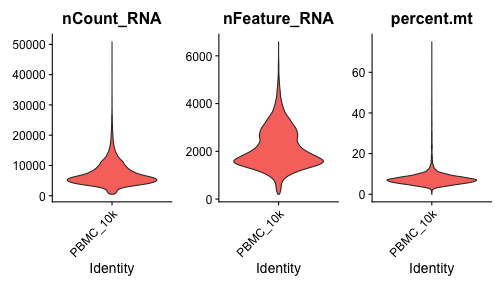 nCount_RNA
50000
40000
30000
20000
10000
0
PBMC_10k
Identity
nFeature_RNA
6000
4000
2000
0
PBMC_10k
Identity
percent.mt
60
40
20
0
PBMC_10k
Identity